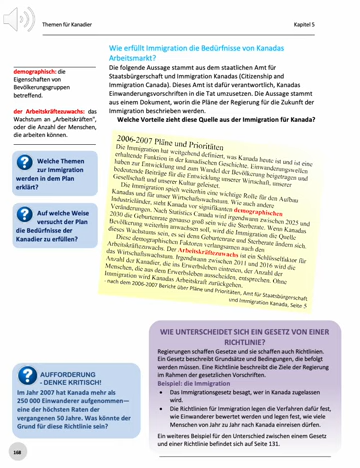 Themen für Kanadier
Kapitel 5
Wie erfüllt Immigration die Bedürfnisse von Kanadas
Arbeitsmarkt?
Die folgende Aussage stammt aus dem staatlichen Amt für
Staatsbürgerschaft und Immigration Kanadas (Citizenship and
Immigration Canada). Dieses Amt ist dafür verantwortlich, Kanadas
Einwanderungsvorschriften in die Tat umzusetzen. Die Aussage stammt
aus einem Dokument, worin die Pläne der Regierung für die Zukunft der
Immigration beschrieben werden.
Welche Vorteile zieht diese Quelle aus der Immigration für Kanada?
demographisch: die
Eigenschaften von
Bevölkerungsgruppen
betreffend.
der Arbeitskräftezuwachs: das
Wachstum an „Arbeitskräften",
oder die Anzahl der Menschen,
die arbeiten können.
Welche Themen
zur Immigration
werden in dem Plan
erklärt?
Auf welche Weise
versucht der Plan
die Bedürfnisse der
Kanadier zu erfüllen?
2006-2007 Pläne und Prioritäten
Die Immigration hat weitgehend definiert, was Kanada heute ist und ist eine
erhaltende Funktion in der kanadischen Geschichte. Einwanderungswellen
haben zur Entwicklung und zum Wandel der Bevölkerung beigetragen und
bedeutende Beiträge für die Entwicklung unserer Wirtschaft, unserer
Gesellschaft und unserer Kultur geleistet.
Die Immigration spielt weiterhin eine wichtige Rolle für den Aufbau
Kanadas und für unser Wirtschaftswachstum. Wie auch andere
Industrieländer, sieht Kanada vor signifikanten demographischen
Veränderungen. Nach Statistics Canada wird irgendwann zwischen 2025 und
2030 die Geburtenrate genauso groß sein wie die Sterberate. Wenn Kanadas
Bevölkerung weiterhin anwachsen soll, wird die Immigration die Quelle
dieses Wachstums sein, es sei denn Geburtenrate und Sterberate ändern sich.
Diese demographischen Faktoren verlangsamen auch des
Arbeitskräftezuwachs. Der Arbeitskräftezuwachs ist ein Schlüsselfaktor für
das Wirtschaftswachstum. Irgendwann zwischen 2011 und 2016 wird die
Anzahl der Kanadier, die ins Erwerbsleben eintreten, der Anzahl der
Menschen, die aus dem Erwerbsleben ausscheiden, entsprechen. Ohne
Immigration wird Kanadas Arbeitskraft zurückgehen.
- nach dem 2006-2007 Bericht über Pläne und Prioritäten, Amt für Staatsbürgerschaft
und Immigration Kanada, Seite 5
AUFFORDERUNG
- DENKE KRITISCH!
Im Jahr 2007 hat Kanada mehr als
250 000 Einwanderer aufgenommen—
eine der höchsten Raten der
vergangenen 50 Jahre. Was könnte der
Grund für diese Richtlinie sein?
WIE UNTERSCHEIDET SICH EIN GESETZ VON EINER
RICHTLINIE?
Regierungen schaffen Gesetze und sie schaffen auch Richtlinien.
Ein Gesetz beschreibt Grundsätze und Bedingungen, die befolgt
werden müssen. Eine Richtlinie beschreibt die Ziele der Regierung
im Rahmen der gesetzlichen Vorschriften.
Beispiel: die Immigration
• Das Immigrationsgesetz besagt, wer in Kanada zugelassen
wird.
• Die Richtlinien für Immigration legen die Verfahren dafür fest,
wie Einwanderer bewertet werden und legen fest, wie viele
Menschen von Jahr zu Jahr nach Kanada einreisen dürfen.
Ein weiteres Beispiel für den Unterschied zwischen einem Gesetz
und einer Richtlinie befindet sich auf Seite 131.
168